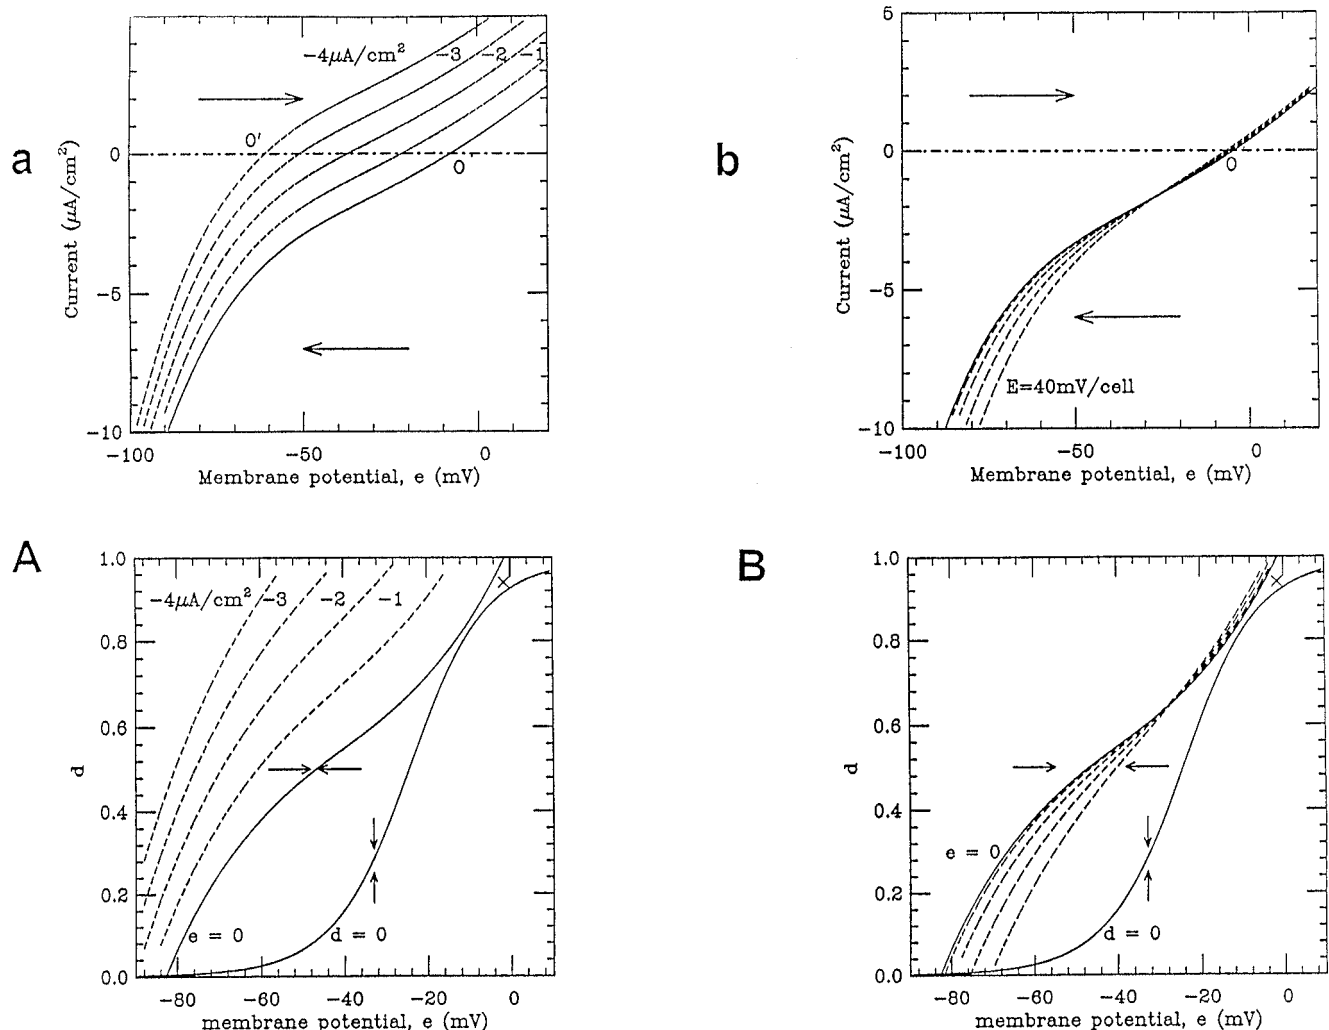 a
Current (μA/cm²)
0
-5
-10
-4μA/cm²
-3
-2
-1
O'
O
-100
-50
0
Membrane potential, e (mV)
b
Current (μA/cm²)
5
0
-5
-10
O
E=40mV/cell
-100
-50
0
Membrane potential, e (mV)
A
d
1.0
0.8
0.6
0.4
0.2
0.0
-4μA/cm²
-3
-2
-1
×
e = 0
d = 0
-80
-60
-40
-20
0
membrane potential, e (mV)
B
d
1.0
0.8
0.6
0.4
0.2
0.0
×
e = 0
d = 0
-80
-60
-40
-20
0
membrane potential, e (mV)